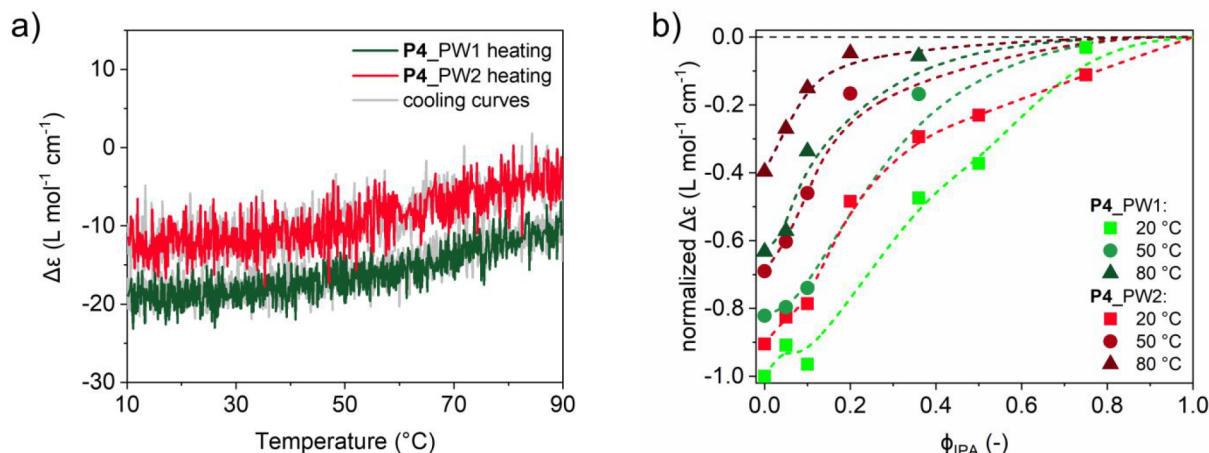 a)
P4_PW1 heating
P4_PW2 heating
cooling curves
10
0
-10
-20
-30
Δε (L mol⁻¹ cm⁻¹)
10 30 50 70 90
Temperature (°C)
b)
0.0
-0.2
-0.4
-0.6
-0.8
-1.0
normalized Δε (L mol⁻¹ cm⁻¹)
P4_PW1:
20 °C
50 °C
80 °C
P4_PW2:
20 °C
50 °C
80 °C
0.0 0.2 0.4 0.6 0.8 1.0
ϕIPA (-)